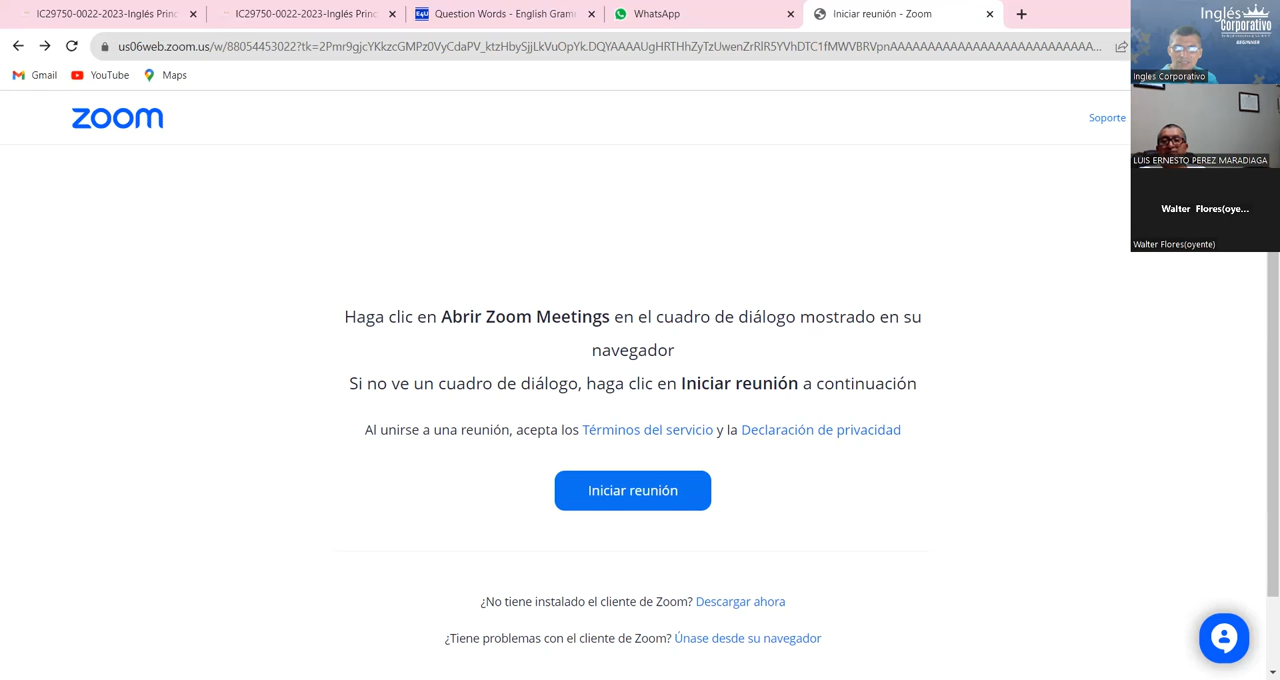 IC29750-0022-2023-Inglés Princ
IC29750-0022-2023-Inglés Princ
E4U Question Words - English Gram
WhatsApp
Iniciar reunión - Zoom
us06web.zoom.us
Gmail
YouTube
Maps
zoom
Soporte
Inglés
Corporativo
BEGINNER
Ingles Corporativo
LUIS ERNESTO PEREZ MARADIAGA
Walter Flores(oye...
Walter Flores(oyente)
Haga clic en Abrir Zoom Meetings en el cuadro de diálogo mostrado en su
navegador
Si no ve un cuadro de diálogo, haga clic en Iniciar reunión a continuación
Al unirse a una reunión, acepta los Términos del servicio y la Declaración de privacidad
Iniciar reunión
¿No tiene instalado el cliente de Zoom? Descargar ahora
¿Tiene problemas con el cliente de Zoom? Únase desde su navegador